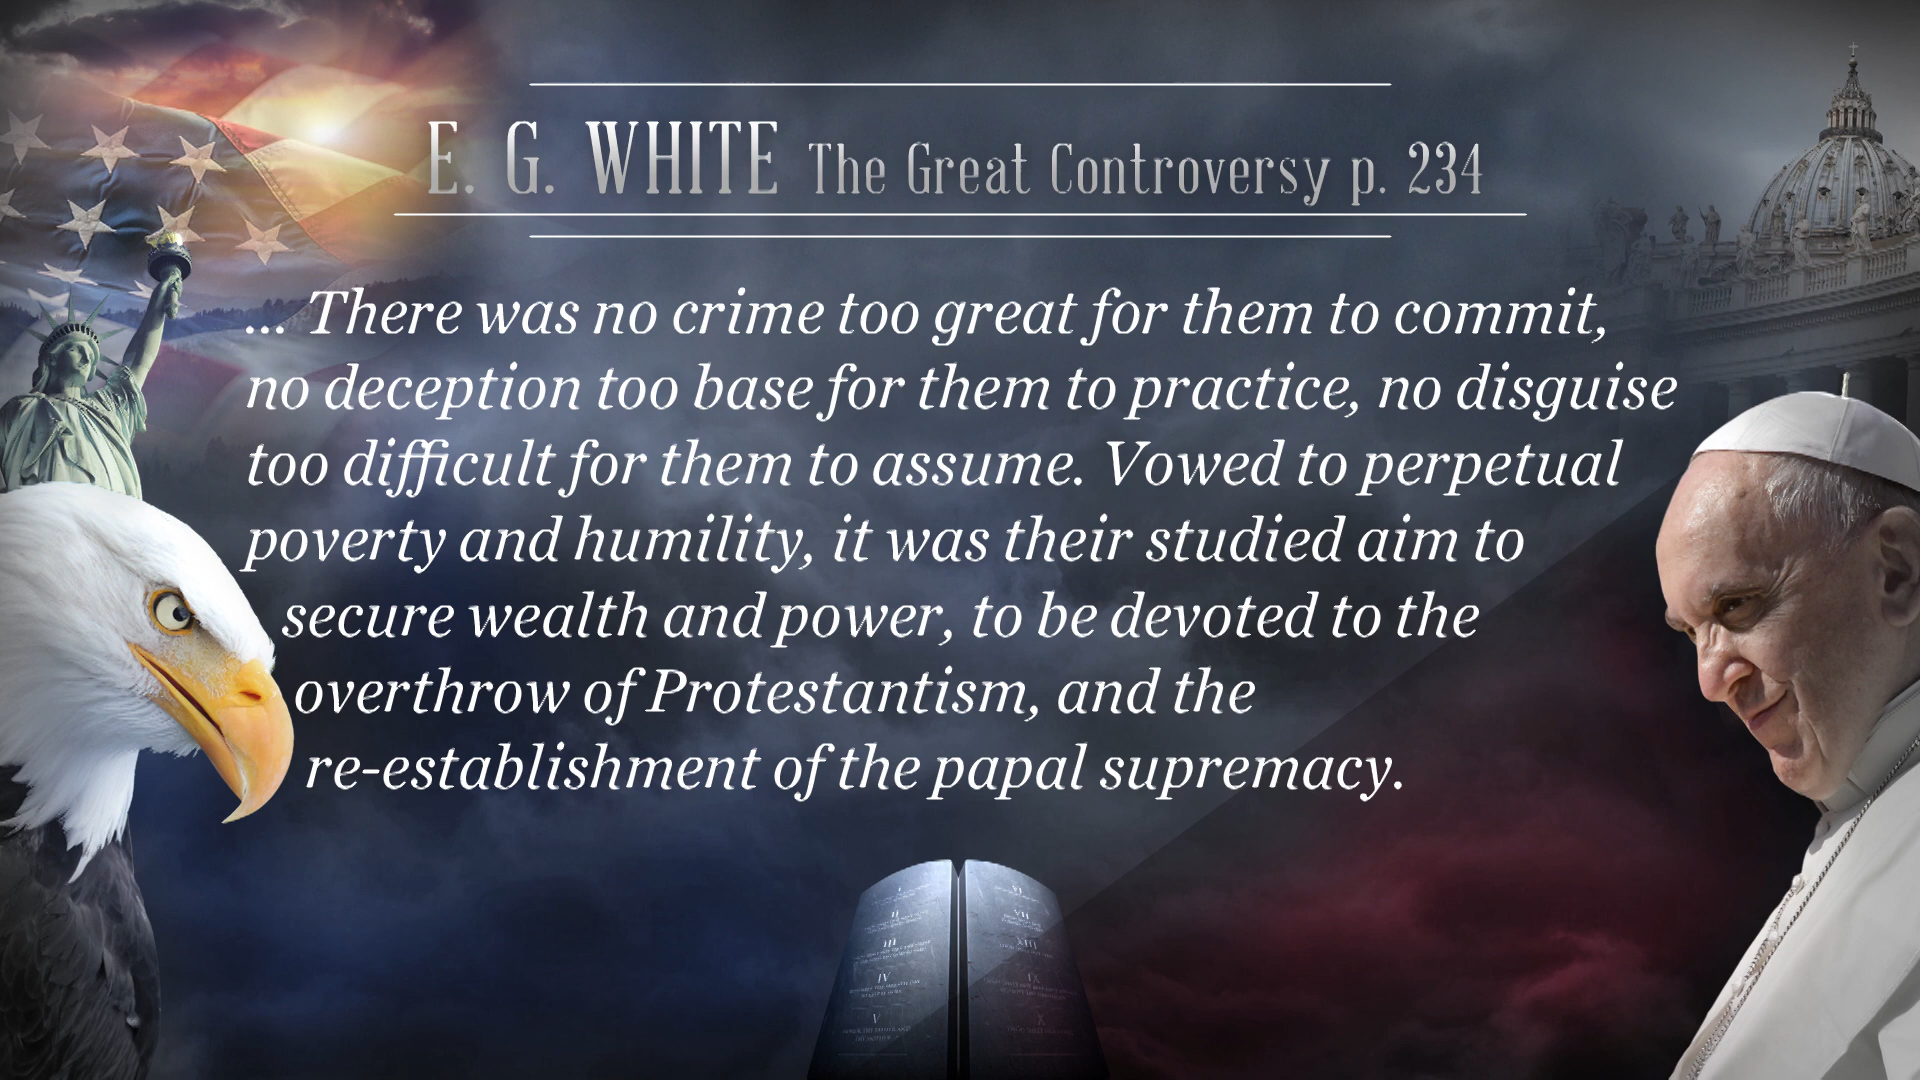 E. G. WHITE The Great Controversy p. 234
... There was no crime too great for them to commit,
no deception too base for them to practice, no disguise
too difficult for them to assume. Vowed to perpetual
poverty and humility, it was their studied aim to
secure wealth and power, to be devoted to the
overthrow of Protestantism, and the
re-establishment of the papal supremacy.
I
II
III
IV
V